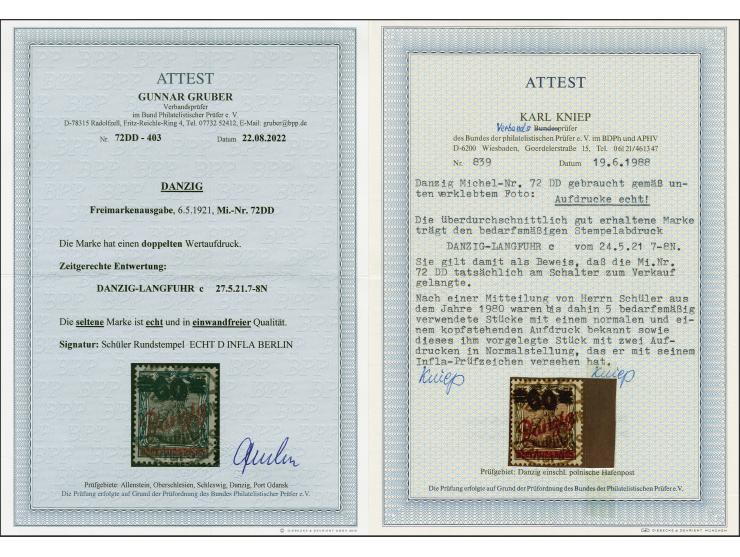 ATTEST
GUNNAR GRUBER
Verbandsprüfer
im Bund Philatelistischer Prüfer e. V.
D-78315 Radolfzell, Fritz-Reichle-Ring 4, Tel. 07732 52412, E-Mail: gruber@bpp.de
Nr. 72DD - 403 Datum 22.08.2022
DANZIG
Freimarkenausgabe, 6.5.1921, Mi.-Nr. 72DD
Die Marke hat einen doppelten Wertaufdruck.
Zeitgerechte Entwertung:
DANZIG-LANGFUHR c 27.5.21.7-8N
Die seltene Marke ist echt und in einwandfreier Qualität.
Signatur: Schüler Rundstempel ECHT D INFLA BERLIN
60
Danzig
Prüfgebiete: Allenstein, Oberschlesien, Schleswig, Danzig, Port Gdansk
Die Prüfung erfolgte auf Grund der Prüfordnung des Bundes Philatelistischer Prüfer e.V.
ATTEST
KARL KNIEP
Verbands Bundesprüfer
des Bundes der philatelistischen Prüfer e. V. im BDPh und APHV
D-6200 Wiesbaden, Goerdelerstraße 15, Tel. 06121/461347
Nr. 839 Datum 19.6.1988
Danzig Michel-Nr. 72 DD gebraucht gemäß un-
ten verklebtem Foto: Aufdrucke echt!
Die überdurchschnittlich gut erhaltene Marke
trägt den bedarfsmäßigen Stempelabdruck
DANZIG-LANGFUHR c vom 24.5.21 7-8N.
Sie gilt damit als Beweis, daß die Mi.Nr.
72 DD tatsächlich am Schalter zum Verkauf
gelangte.
Nach einer Mitteilung von Herrn Schüler aus
dem Jahre 1980 waren bis dahin 5 bedarfsmäßig
verwendete Stücke mit einem normalen und ei-
nem kopfstehenden Aufdruck bekannt sowie
dieses ihm vorgelegte Stück mit zwei Auf-
drucken in Normalstellung, das er mit seinem
Infla-Prüfzeichen versehen hat.
Kniep Kniep
60
Danzig
Prüfgebiet: Danzig einschl. polnische Hafenpost
Die Prüfung erfolgte auf Grund der Prüfordnung des Bundes der Philatelistischen Prüfer e.V.